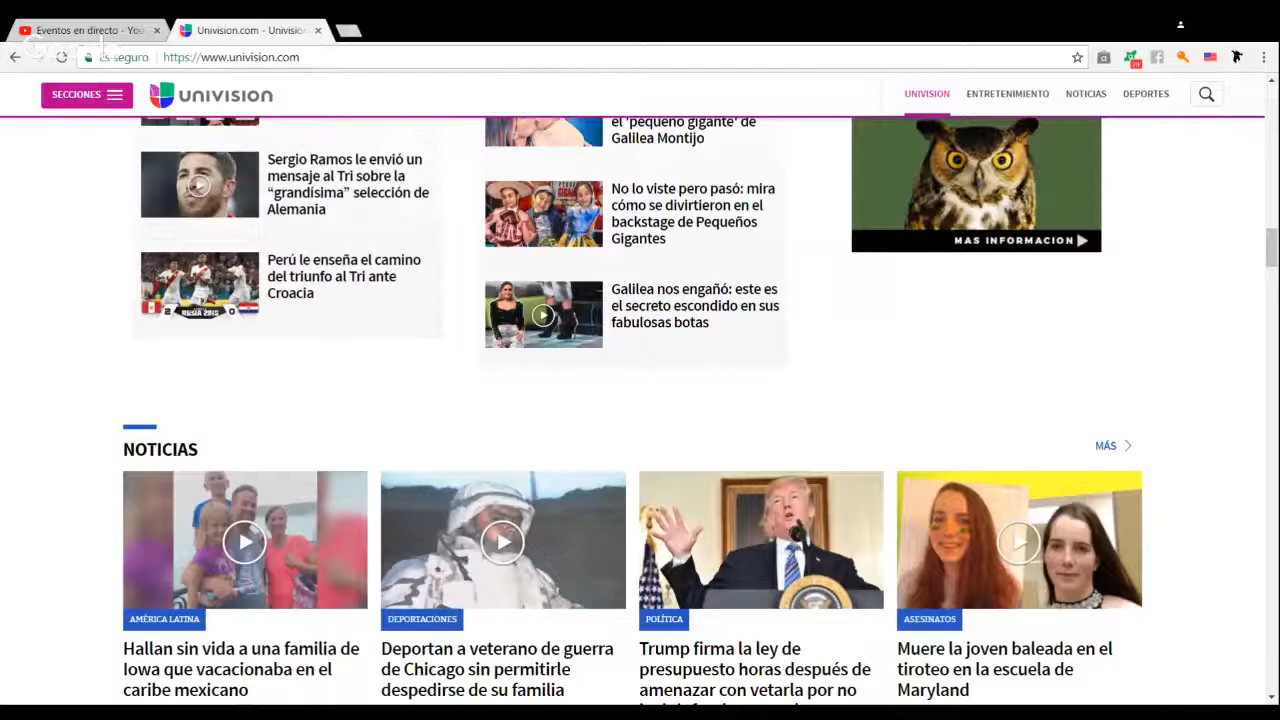 Eventos en directo - You
Univision.com - Univisio
Es seguro
https://www.univision.com
29
SECCIONES
UNIVISION
UNIVISION
ENTRETENIMIENTO
NOTICIAS
DEPORTES
Sergio Ramos le envió un
mensaje al Tri sobre la
“grandísima” selección de
Alemania
Perú le enseña el camino
del triunfo al Tri ante
Croacia
2
RUSIA 2018
0
el 'pequeño gigante' de
Galilea Montijo
No lo viste pero pasó: mira
cómo se divirtieron en el
backstage de Pequeños
Gigantes
Galilea nos engañó: este es
el secreto escondido en sus
fabulosas botas
MAS INFORMACION
NOTICIAS
MÁS
AMÉRICA LATINA
Hallan sin vida a una familia de
Iowa que vacacionaba en el
caribe mexicano
DEPORTACIONES
Deportan a veterano de guerra
de Chicago sin permitirle
despedirse de su familia
POLÍTICA
Trump firma la ley de
presupuesto horas después de
amenazar con vetarla por no
ASESINATOS
Muere la joven baleada en el
tiroteo en la escuela de
Maryland